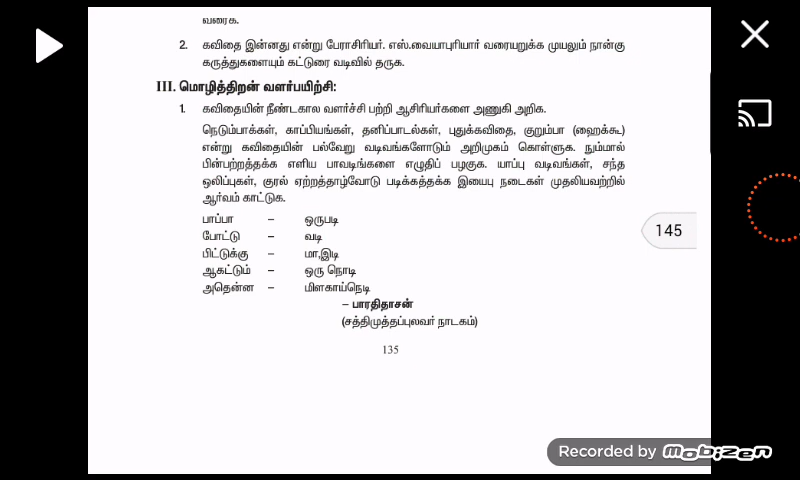 வரைக.
2. கவிதை இன்னது என்று பேராசிரியர். எஸ்.வையாபுரியார் வரையறுக்க முயலும் நான்கு
கருத்துகளையும் கட்டுரை வடிவில் தருக.
III. மொழித்திறன் வளர்பயிற்சி:
1. கவிதையின் நீண்டகால வளர்ச்சி பற்றி ஆசிரியர்களை அணுகி அறிக.
நெடும்பாக்கள், காப்பியங்கள், தனிப்பாடல்கள், புதுக்கவிதை, குறும்பா (ஹைக்கூ)
என்று கவிதையின் பல்வேறு வடிவங்களோடும் அறிமுகம் கொள்ளுக. நும்மால்
பின்பற்றத்தக்க எளிய பாவடிங்களை எழுதிப் பழகுக. யாப்பு வடிவங்கள், சந்த
ஒலிப்புகள், குரல் ஏற்றத்தாழ்வோடு படிக்கத்தக்க இயைபு நடைகள் முதலியவற்றில்
ஆர்வம் காட்டுக.
பாப்பா – ஒருபடி
போட்டு – வடி
பிட்டுக்கு – மா,இடி
ஆகட்டும் – ஒரு நொடி
அதென்ன – மிளகாய்நெடி
– பாரதிதாசன்
(சத்திமுத்தப்புலவர் நாடகம்)
135
145
Recorded by mobizen